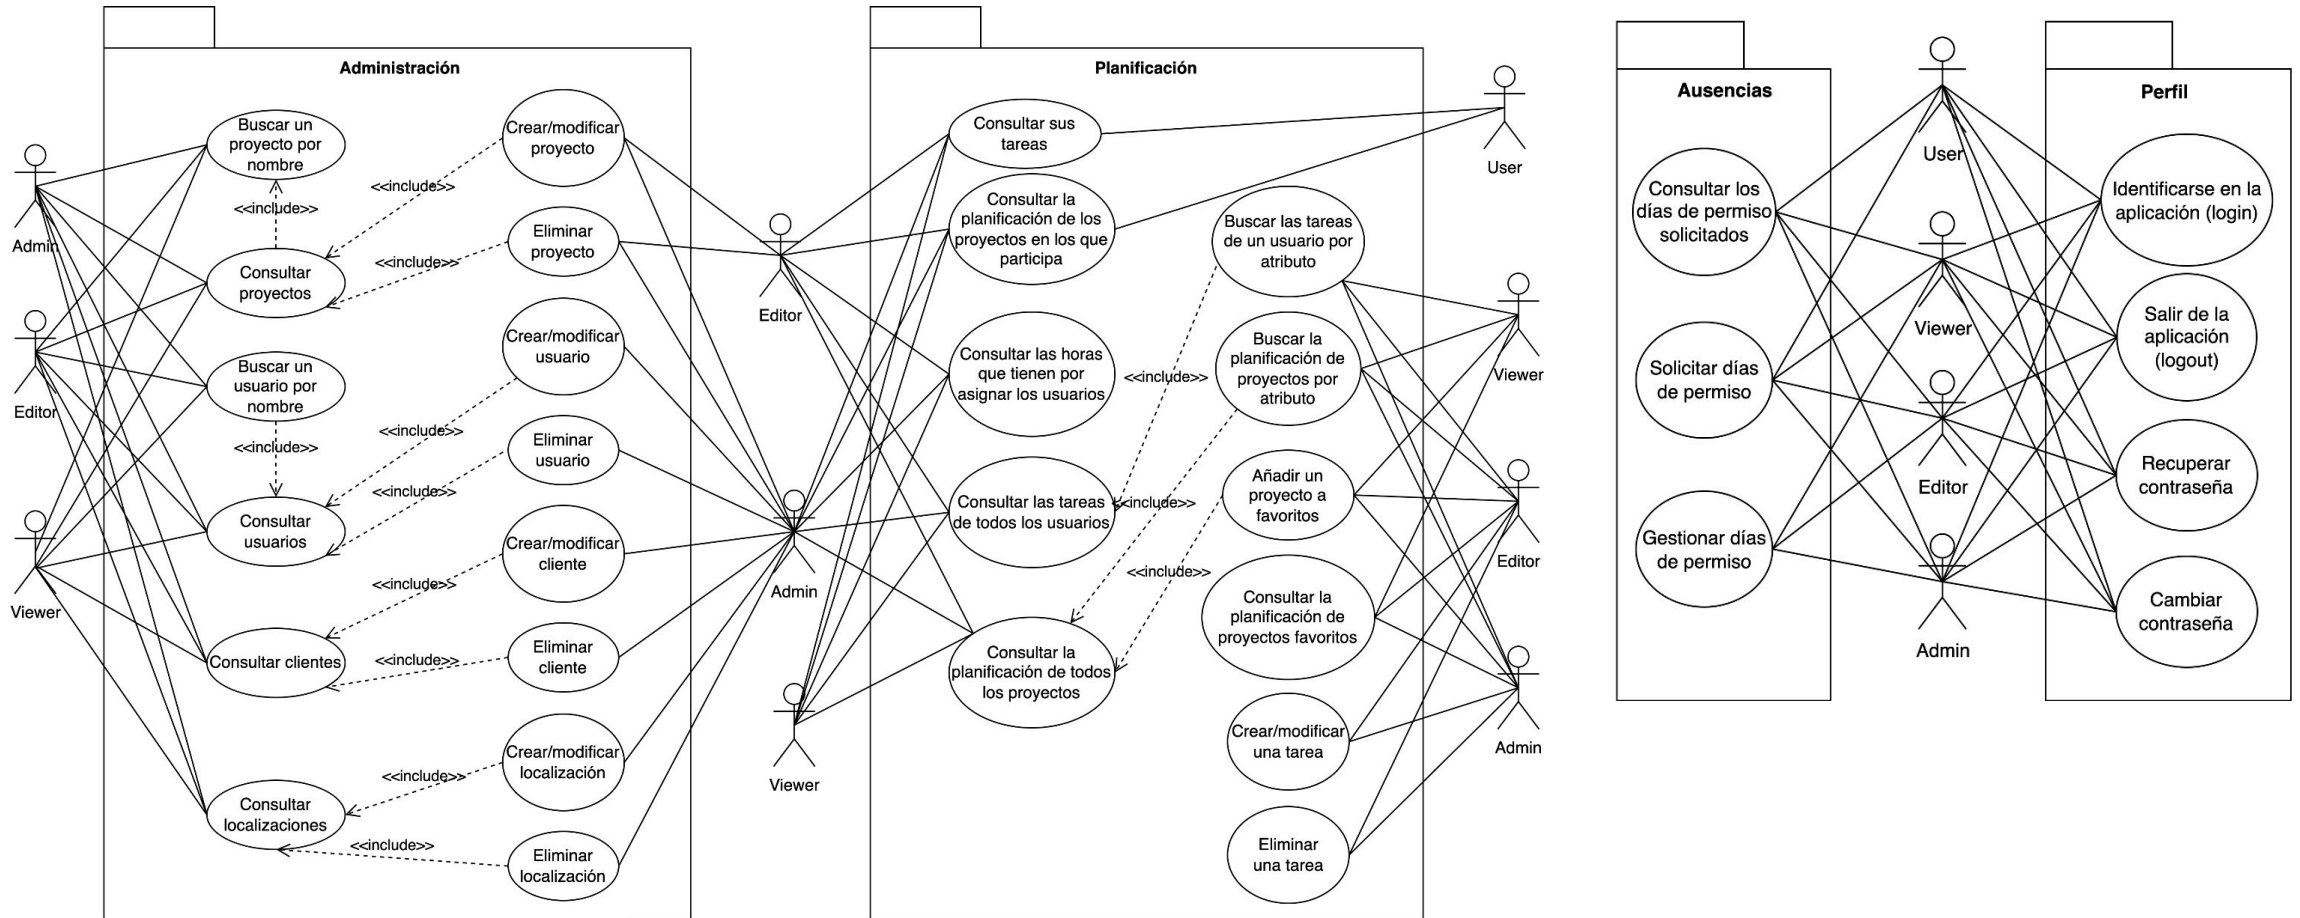 Administración
Buscar un
proyecto por
nombre
<<include>>
Consultar
proyectos
Buscar un
usuario por
nombre
<<include>>
Consultar
usuarios
Consultar clientes
Consultar
localizaciones
Crear/modificar
proyecto
<<include>>
Eliminar
proyecto
<<include>>
Crear/modificar
usuario
<<include>>
Eliminar
usuario
<<include>>
Crear/modificar
cliente
<<include>>
Eliminar
cliente
<<include>>
Crear/modificar
localización
<<include>>
Eliminar
localización
<<include>>
Admin
Editor
Viewer
Editor
Admin
Viewer
Planificación
Consultar sus
tareas
Consultar la
planificación de los
proyectos en los que
participa
Consultar las horas
que tienen por
asignar los usuarios
Consultar las tareas
de todos los usuarios
Consultar la
planificación de todos
los proyectos
Buscar las tareas
de un usuario por
atributo
<<include>>
Buscar la
planificación de
proyectos por
atributo
<<include>>
Añadir un
proyecto a
favoritos
<<include>>
Consultar la
planificación de
proyectos favoritos
Crear/modificar
una tarea
Eliminar
una tarea
User
Viewer
Editor
Admin
Ausencias
Consultar los
días de permiso
solicitados
Solicitar días
de permiso
Gestionar días
de permiso
User
Viewer
Editor
Admin
Perfil
Identificarse en la
aplicación (login)
Salir de la
aplicación
(logout)
Recuperar
contraseña
Cambiar
contraseña